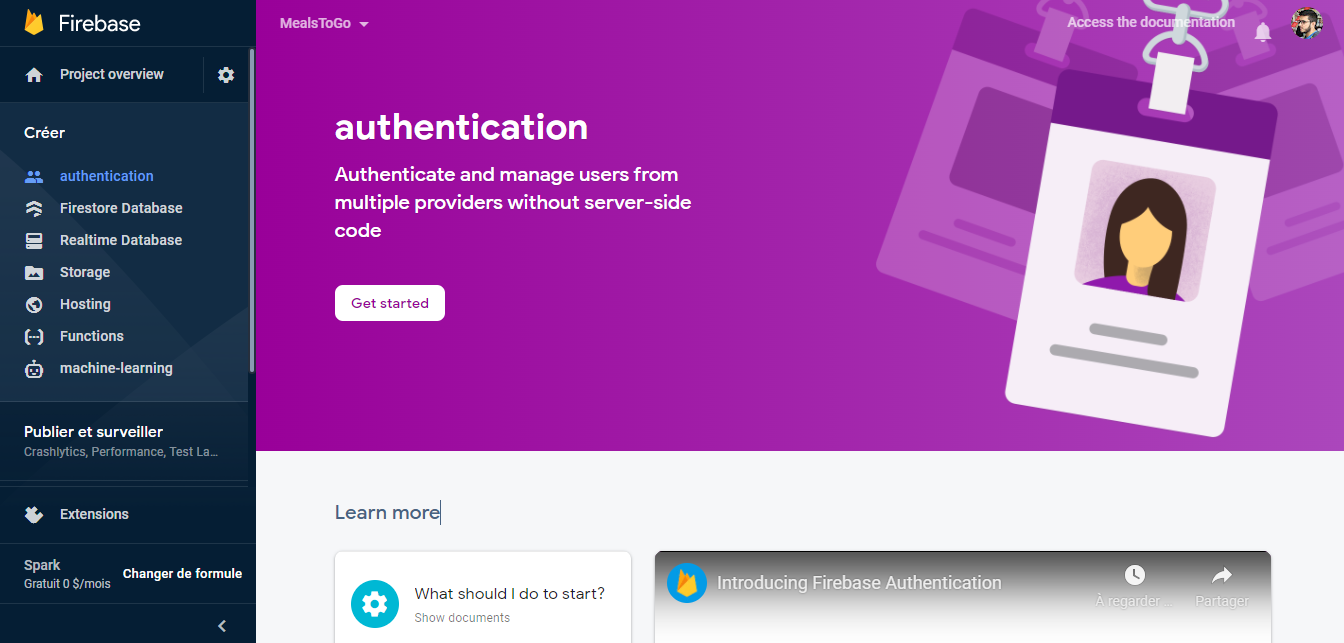 Firebase
Project overview
Créer
authentication
Firestore Database
Realtime Database
Storage
Hosting
Functions
machine-learning
Publier et surveiller
Crashlytics, Performance, Test La...
Extensions
Spark
Gratuit 0 $/mois
Changer de formule
MealsToGo
Access the documentation
authentication
Authenticate and manage users from
multiple providers without server-side
code
Get started
Learn more
What should I do to start?
Show documents
Introducing Firebase Authentication
À regarder ...
Partager